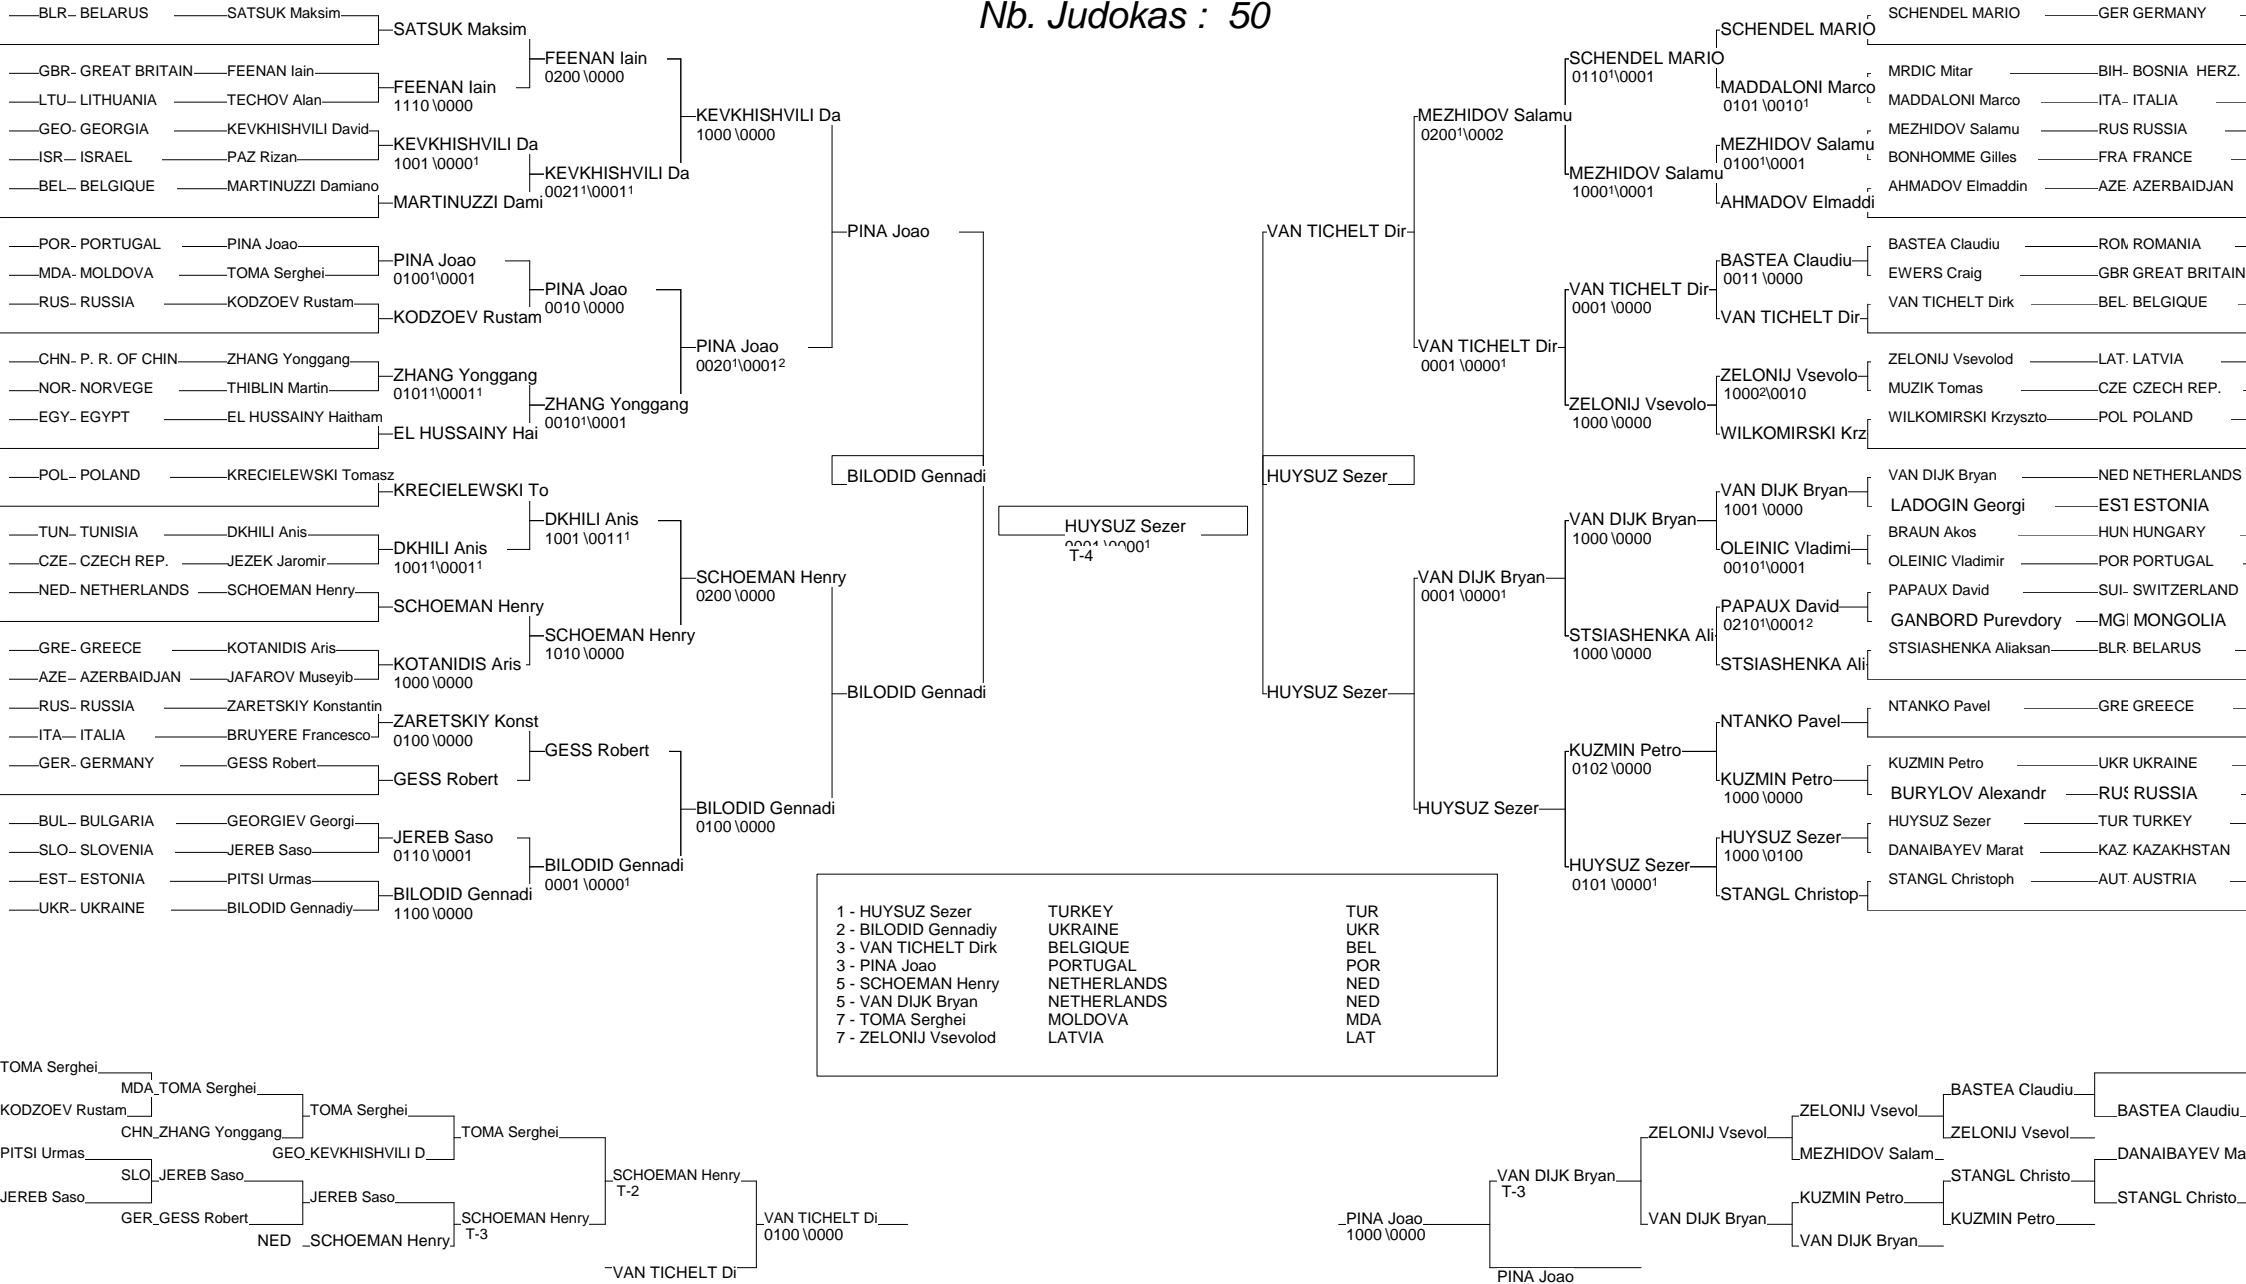 Nb. Judokas : 50
BLR BELARUS SATSUK Maksim
GBR GREAT BRITAIN FEENAN Iain
LTU LITHUANIA TECHOV Alan
GEO GEORGIA KEVKHISHVILI David
ISR ISRAEL PAZ Rizan
BEL BELGIQUE MARTINUZZI Damiano
POR PORTUGAL PINA Joao
MDA MOLDOVA TOMA Serghei
RUS RUSSIA KODZOEV Rustam
CHN P. R. OF CHIN ZHANG Yonggang
NOR NORVEGE THIBLIN Martin
EGY EGYPT EL HUSSAINY Haitham
POL POLAND KRECIELEWSKI Tomasz
TUN TUNISIA DKHILI Anis
CZE CZECH REP. JEZEK Jaromir
NED NETHERLANDS SCHOEMAN Henry
GRE GREECE KOTANIDIS Aris
AZE AZERBAIDJAN JAFAROV Museyib
RUS RUSSIA ZARETSKIY Konstantin
ITA ITALIA BRUYERE Francesco
GER GERMANY GESS Robert
BUL BULGARIA GEORGIEV Georgi
SLO SLOVENIA JEREB Saso
EST ESTONIA PITSI Urmas
UKR UKRAINE BILODID Gennadiy
SATSUK Maksim
FEENAN Iain
1110 \0000
KEVKHISHVILI Da
1001 \0000¹
MARTINUZZI Dami
PINA Joao
0100¹\0001
KODZOEV Rustam
ZHANG Yonggang
0101¹\0001¹
EL HUSSAINY Hai
KRECIELEWSKI To
DKHILI Anis
1001¹\0001¹
SCHOEMAN Henry
KOTANIDIS Aris
1000 \0000
ZARETSKIY Konst
0100 \0000
GESS Robert
JEREB Saso
0110 \0001
BILODID Gennadi
1100 \0000
FEENAN Iain
0200 \0000
KEVKHISHVILI Da
0021¹\0001¹
PINA Joao
0010 \0000
ZHANG Yonggang
0010¹\0001
DKHILI Anis
1001 \0011¹
SCHOEMAN Henry
1010 \0000
GESS Robert
BILODID Gennadi
0001 \0000¹
KEVKHISHVILI Da
1000 \0000
PINA Joao
0020¹\0001²
SCHOEMAN Henry
0200 \0000
BILODID Gennadi
0100 \0000
PINA Joao
BILODID Gennadi
BILODID Gennadi
HUYSUZ Sezer
0001 \0000¹
T-4
VAN TICHELT Dir
HUYSUZ Sezer
HUYSUZ Sezer
MEZHIDOV Salamu
0200¹\0002
VAN TICHELT Dir
0001 \0000¹
VAN DIJK Bryan
0001 \0000¹
HUYSUZ Sezer
SCHENDEL MARIO
0110¹\0001
MEZHIDOV Salamu
1000¹\0001
VAN TICHELT Dir
0001 \0000
ZELONIJ Vsevolo
1000 \0000
VAN DIJK Bryan
1000 \0000
STSIASHENKA Ali
1000 \0000
KUZMIN Petro
0102 \0000
HUYSUZ Sezer
0101 \0000¹
SCHENDEL MARIO
MADDALONI Marco
0101 \0010¹
MEZHIDOV Salamu
0100¹\0001
AHMADOV Elmaddi
BASTEA Claudiu
0011 \0000
VAN TICHELT Dir
ZELONIJ Vsevolo
1000²\0010
WILKOMIRSKI Krz
VAN DIJK Bryan
1001 \0000
OLEINIC Vladimi
0010¹\0001
PAPAUX David
0210¹\0001²
STSIASHENKA Ali
NTANKO Pavel
KUZMIN Petro
1000 \0000
HUYSUZ Sezer
1000 \0100
STANGL Christop
SCHENDEL MARIO GER GERMANY
MRDIC Mitar BIH BOSNIA HERZ.
MADDALONI Marco ITA ITALIA
MEZHIDOV Salamu RUS RUSSIA
BONHOMME Gilles FRA FRANCE
AHMADOV Elmaddin AZE AZERBAIDJAN
BASTEA Claudiu ROM ROMANIA
EWERS Craig GBR GREAT BRITAIN
VAN TICHELT Dirk BEL BELGIQUE
ZELONIJ Vsevolod LAT LATVIA
MUZIK Tomas CZE CZECH REP.
WILKOMIRSKI Krzyszto POL POLAND
VAN DIJK Bryan NED NETHERLANDS
LADOGIN Georgi EST ESTONIA
BRAUN Akos HUN HUNGARY
OLEINIC Vladimir POR PORTUGAL
PAPAUX David SUI SWITZERLAND
GANBORD Purevdory MG MONGOLIA
STSIASHENKA Aliaksan BLR BELARUS
NTANKO Pavel GRE GREECE
KUZMIN Petro UKR UKRAINE
BURYLOV Alexandr RUS RUSSIA
HUYSUZ Sezer TUR TURKEY
DANAIBAYEV Marat KAZ KAZAKHSTAN
STANGL Christoph AUT AUSTRIA
1 - HUYSUZ Sezer TURKEY TUR
2 - BILODID Gennadiy UKRAINE UKR
3 - VAN TICHELT Dirk BELGIQUE BEL
3 - PINA Joao PORTUGAL POR
5 - SCHOEMAN Henry NETHERLANDS NED
5 - VAN DIJK Bryan NETHERLANDS NED
7 - TOMA Serghei MOLDOVA MDA
7 - ZELONIJ Vsevolod LATVIA LAT
TOMA Serghei
KODZOEV Rustam
PITSI Urmas
JEREB Saso
MDA TOMA Serghei
CHN ZHANG Yonggang
SLO JEREB Saso
GER GESS Robert
TOMA Serghei
GEO KEVKHISHVILI D
JEREB Saso
NED SCHOEMAN Henry
TOMA Serghei
SCHOEMAN Henry
T-3
SCHOEMAN Henry
T-2
VAN TICHELT Di
VAN TICHELT Di
0100 \0000
PINA Joao
1000 \0000
VAN DIJK Bryan
T-3
PINA Joao
ZELONIJ Vsevol
VAN DIJK Bryan
ZELONIJ Vsevol
MEZHIDOV Salam
KUZMIN Petro
VAN DIJK Bryan
BASTEA Claudiu
ZELONIJ Vsevol
STANGL Christo
KUZMIN Petro
BASTEA Claudiu
DANAIBAYEV Ma
STANGL Christo